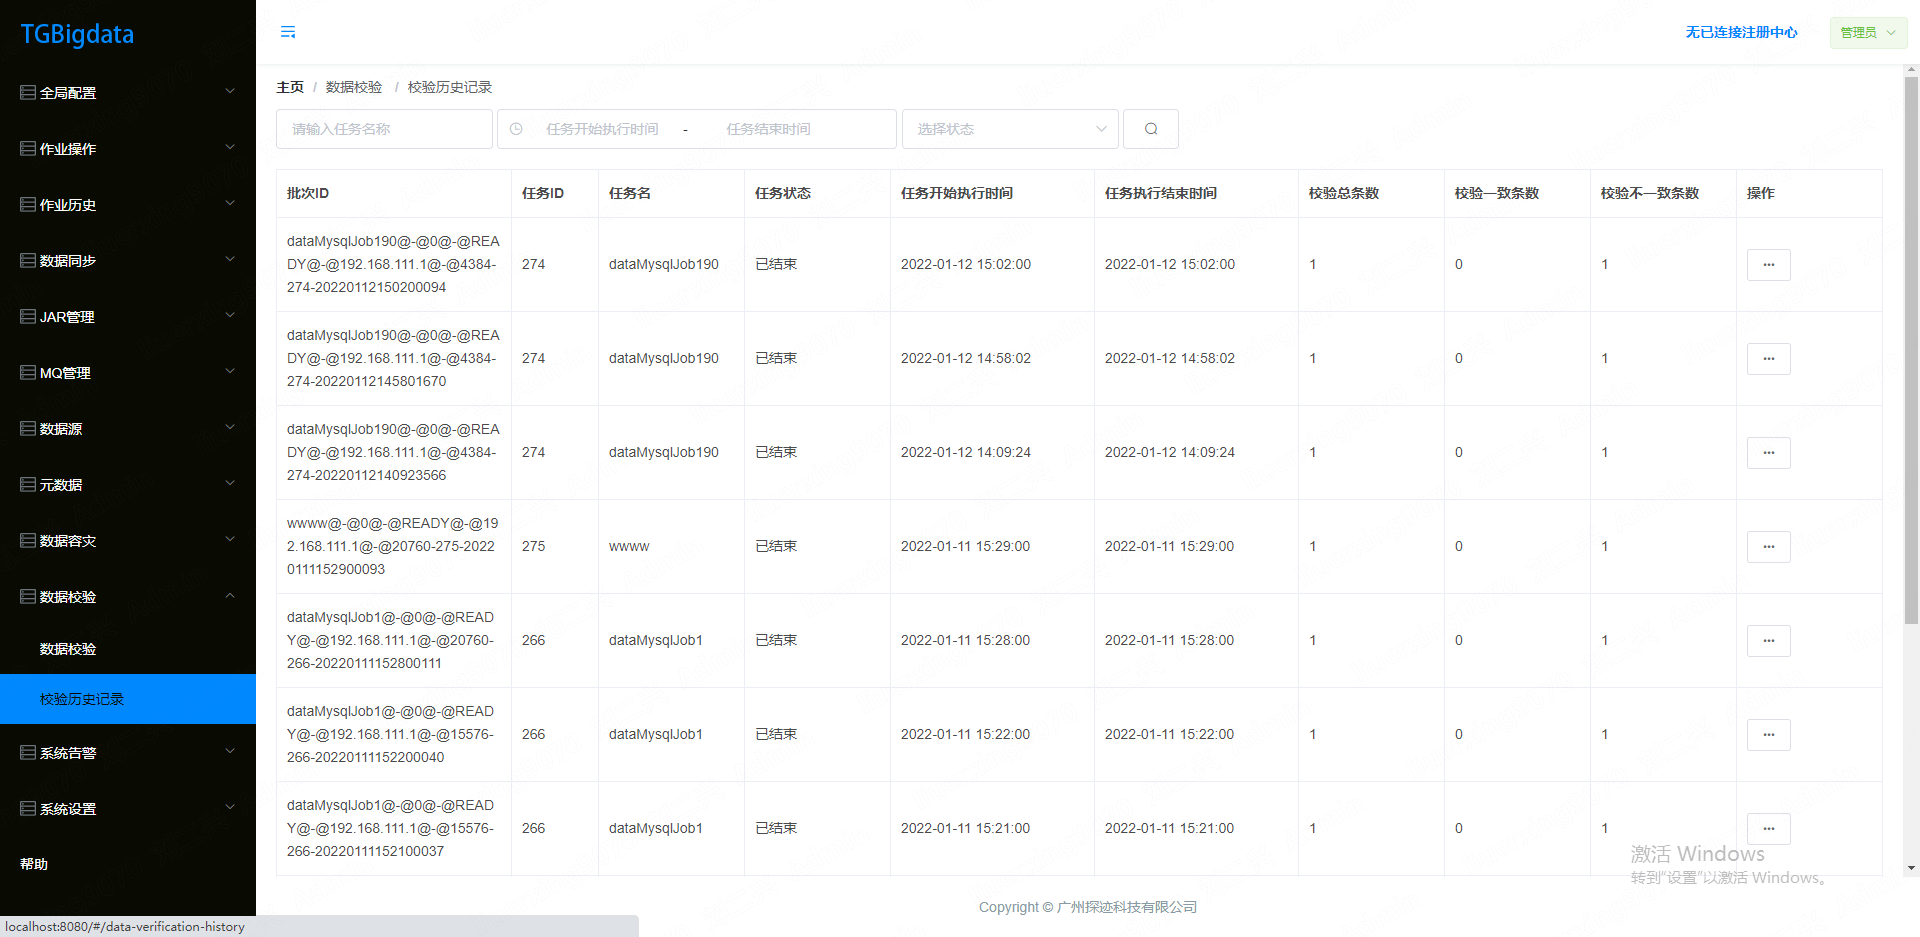 TGBigdata
无已连接注册中心
管理员
全局配置
作业操作
作业历史
数据同步
JAR管理
MQ管理
数据源
元数据
数据容灾
数据校验
数据校验
校验历史记录
系统告警
系统设置
帮助
主页 / 数据校验 / 校验历史记录
请输入任务名称 任务开始执行时间 - 任务结束时间 选择状态
批次ID 任务ID 任务名 任务状态 任务开始执行时间 任务执行结束时间 校验总条数 校验一致条数 校验不一致条数 操作
dataMysqlJob190@-@0@-@REA
DY@-@192.168.111.1@-@4384-
274-20220112150200094
274 dataMysqlJob190 已结束 2022-01-12 15:02:00 2022-01-12 15:02:00 1 0 1
dataMysqlJob190@-@0@-@REA
DY@-@192.168.111.1@-@4384-
274-20220112145801670
274 dataMysqlJob190 已结束 2022-01-12 14:58:02 2022-01-12 14:58:02 1 0 1
dataMysqlJob190@-@0@-@REA
DY@-@192.168.111.1@-@4384-
274-20220112140923566
274 dataMysqlJob190 已结束 2022-01-12 14:09:24 2022-01-12 14:09:24 1 0 1
wwww@-@0@-@READY@-@19
2.168.111.1@-@20760-275-2022
0111152900093
275 wwww 已结束 2022-01-11 15:29:00 2022-01-11 15:29:00 1 0 1
dataMysqlJob1@-@0@-@READ
Y@-@192.168.111.1@-@20760-
266-20220111152800111
266 dataMysqlJob1 已结束 2022-01-11 15:28:00 2022-01-11 15:28:00 1 0 1
dataMysqlJob1@-@0@-@READ
Y@-@192.168.111.1@-@15576-
266-20220111152200040
266 dataMysqlJob1 已结束 2022-01-11 15:22:00 2022-01-11 15:22:00 1 0 1
dataMysqlJob1@-@0@-@READ
Y@-@192.168.111.1@-@15576-
266-20220111152100037
266 dataMysqlJob1 已结束 2022-01-11 15:21:00 2022-01-11 15:21:00 1 0 1
激活 Windows
转到“设置”以激活 Windows。
Copyright © 广州探迹科技有限公司
localhost:8080/#/data-verification-history